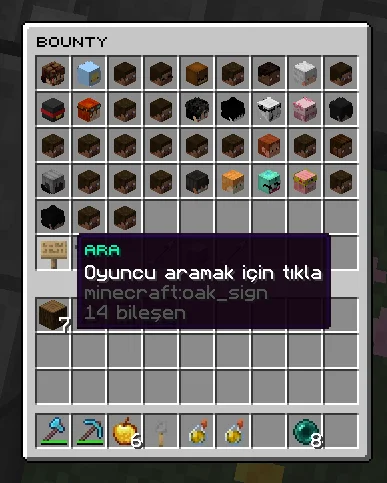 BOUNTY
ARA
Oyuncu aramak için tıkla
minecraft:oak_sign
14 bileşen
7
6
8